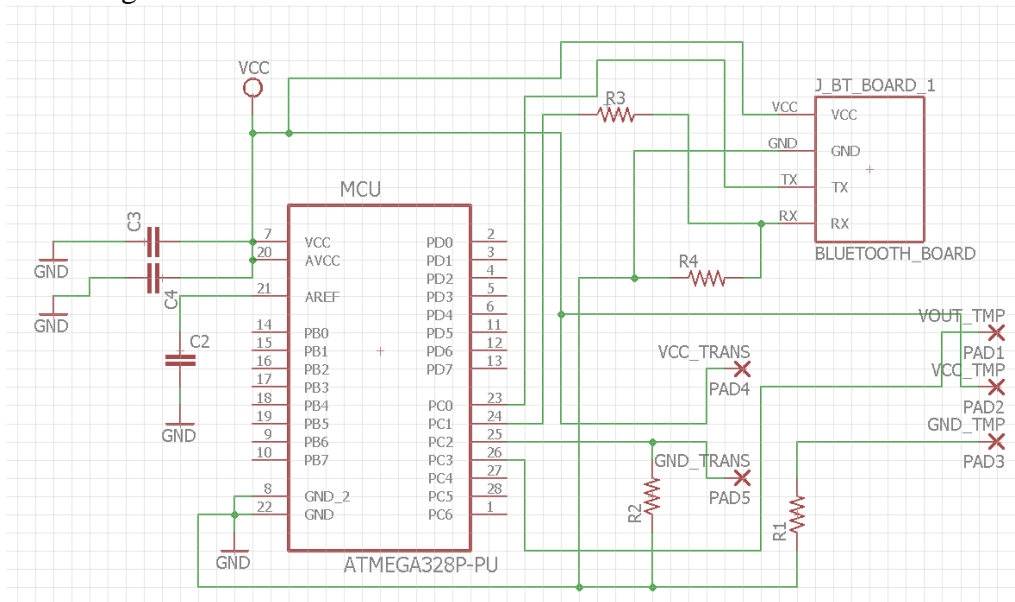 VCC
R3
J_BT_BOARD_1
VCC
VCC
GND
GND
TX
TX
RX
RX
BLUETOOTH_BOARD
R4
MCU
C3
GND
C4
GND
C2
GND
7
VCC
20
AVCC
21
AREF
14
PB0
15
PB1
16
PB2
17
PB3
18
PB4
19
PB5
9
PB6
10
PB7
8
GND_2
22
GND
GND
PD0
2
PD1
3
PD2
4
PD3
5
PD4
6
PD5
11
PD6
12
PD7
13
PC0
23
PC1
24
PC2
25
PC3
26
PC4
27
PC5
28
PC6
1
ATMEGA328P-PU
VCC_TRANS
PAD4
GND_TRANS
PAD5
R2
R1
VOUT_TMP
PAD1
VCC_TMP
PAD2
GND_TMP
PAD3